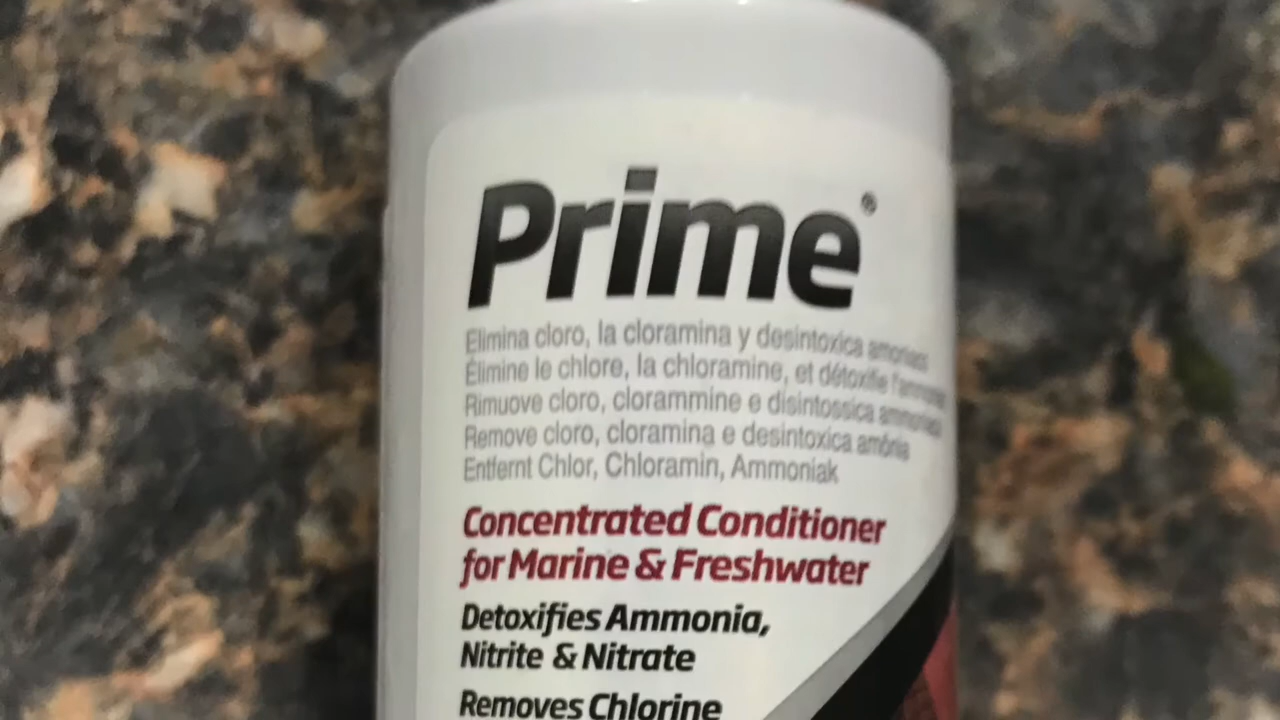 Prime®
Elimina cloro, la cloramina y desintoxica
Élimine le chlore, la chloramine, et détoxifie
Rimuove cloro, clorammine e disintossica
Remove cloro, cloramina e desintoxica amônia
Entfernt Chlor, Chloramin, Ammoniak
Concentrated Conditioner
for Marine & Freshwater
Detoxifies Ammonia,
Nitrite & Nitrate
Removes Chlorine